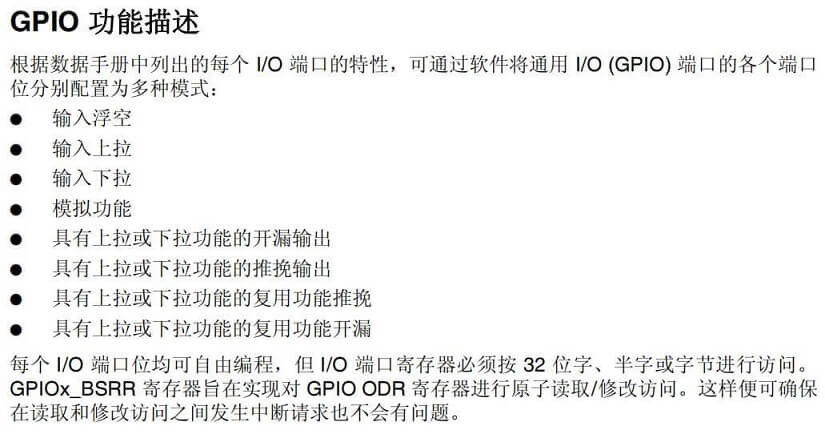 GPIO 功能描述
根据数据手册中列出的每个 I/O 端口的特性，可通过软件将通用 I/O (GPIO) 端口的各个端口
位分别配置为多种模式：
● 输入浮空
● 输入上拉
● 输入下拉
● 模拟功能
● 具有上拉或下拉功能的开漏输出
● 具有上拉或下拉功能的推挽输出
● 具有上拉或下拉功能的复用功能推挽
● 具有上拉或下拉功能的复用功能开漏
每个 I/O 端口位均可自由编程，但 I/O 端口寄存器必须按 32 位字、半字或字节进行访问。
GPIOx_BSRR 寄存器旨在实现对 GPIO ODR 寄存器进行原子读取/修改访问。这样便可确保
在读取和修改访问之间发生中断请求也不会有问题。